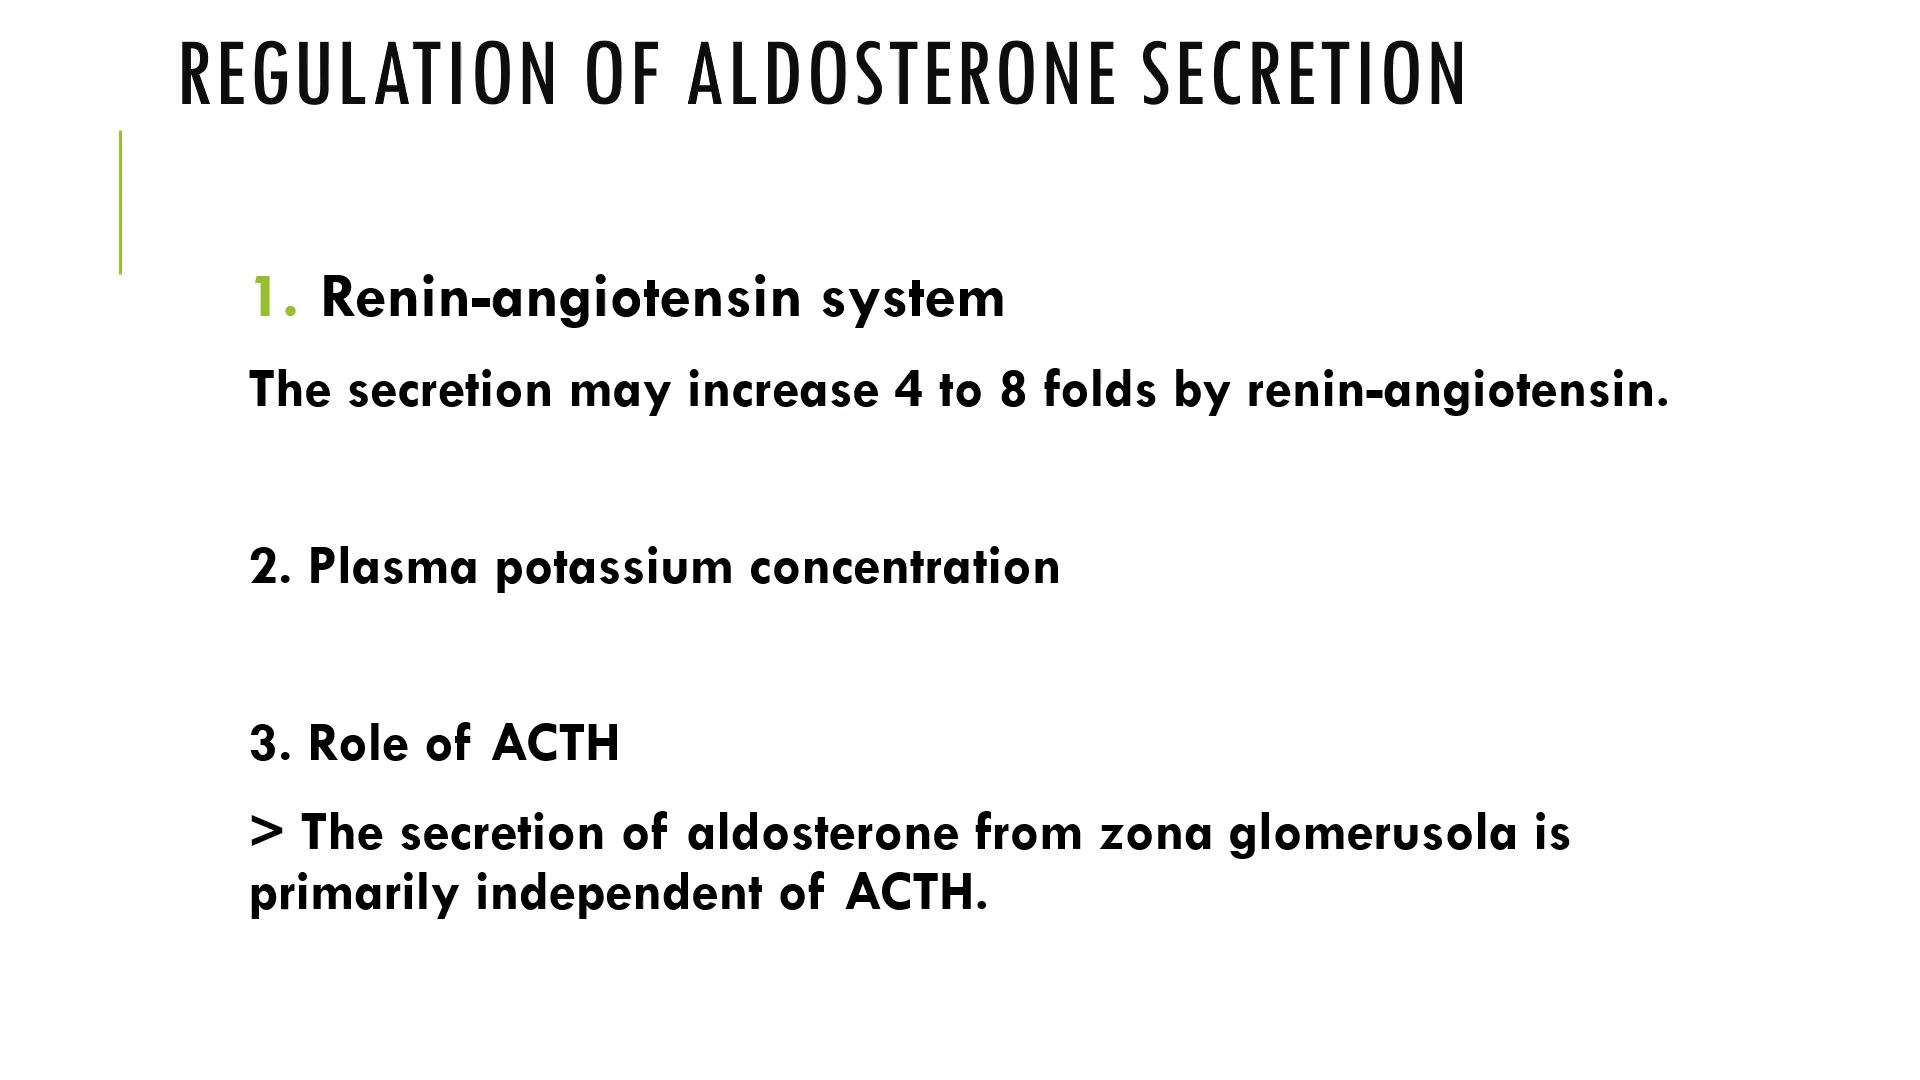 REGULATION OF ALDOSTERONE SECRETION
1. Renin-angiotensin system
The secretion may increase 4 to 8 folds by renin-angiotensin.
2. Plasma potassium concentration
3. Role of ACTH
> The secretion of aldosterone from zona glomerusola is
primarily independent of ACTH.